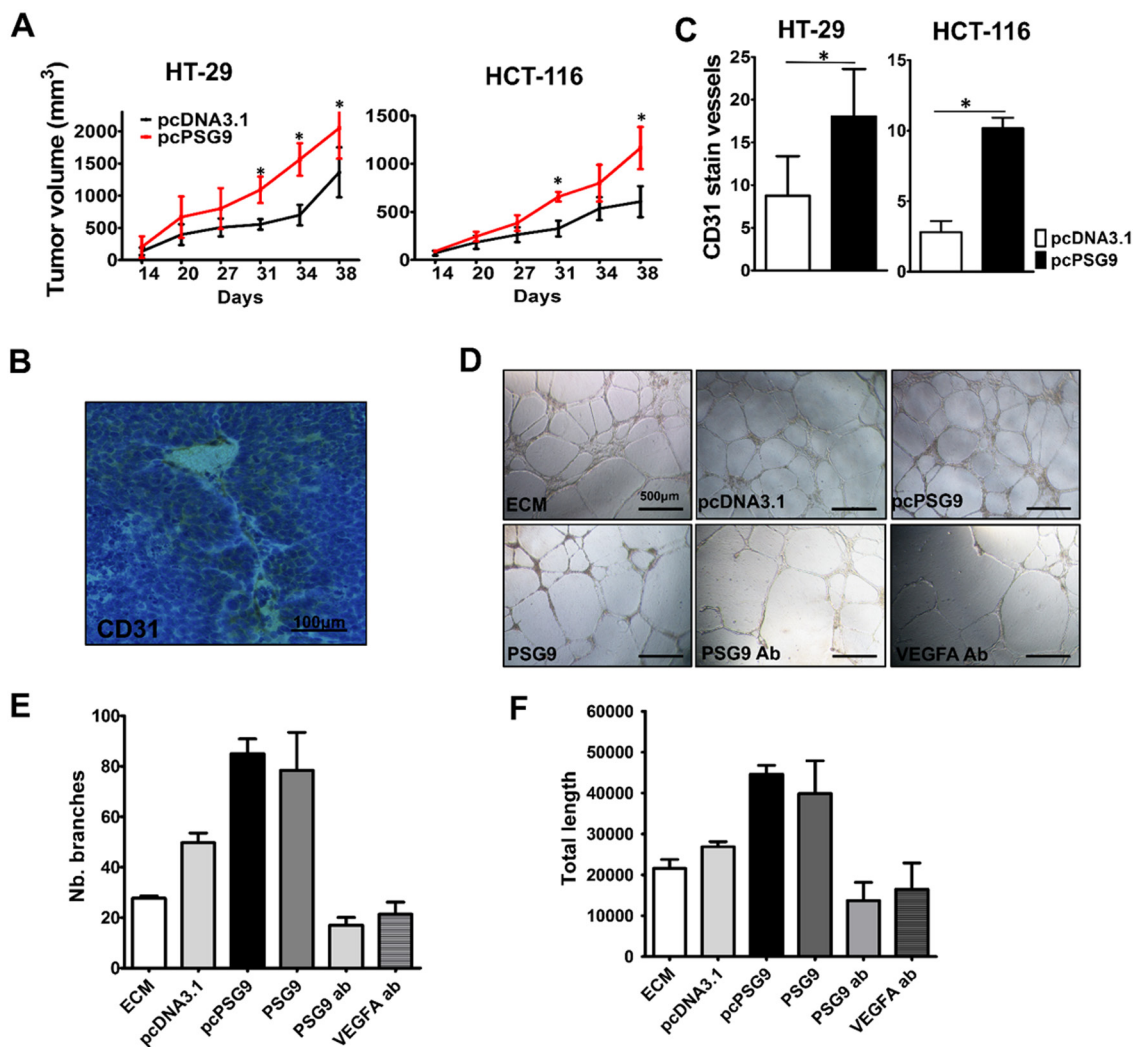 A
HT-29
pcDNA3.1
pcPSG9
Tumor volume (mm3)
2000
1500
1000
500
0
* * *
14 20 27 31 34 38
Days
HCT-116
1500
1000
500
0
* *
14 20 27 31 34 38
Days
C
HT-29
CD31 stain vessels
25
20
15
10
5
0
*
HCT-116
15
10
5
0
*
pcDNA3.1
pcPSG9
B
CD31
100µm
D
ECM
500µm
pcDNA3.1
pcPSG9
PSG9
PSG9 Ab
VEGFA Ab
E
Nb. branches
100
80
60
40
20
0
ECM
pcDNA3.1
pcPSG9
PSG9
PSG9 ab
VEGFA ab
F
Total length
60000
50000
40000
30000
20000
10000
0
ECM
pcDNA3.1
pcPSG9
PSG9
PSG9 ab
VEGFA ab